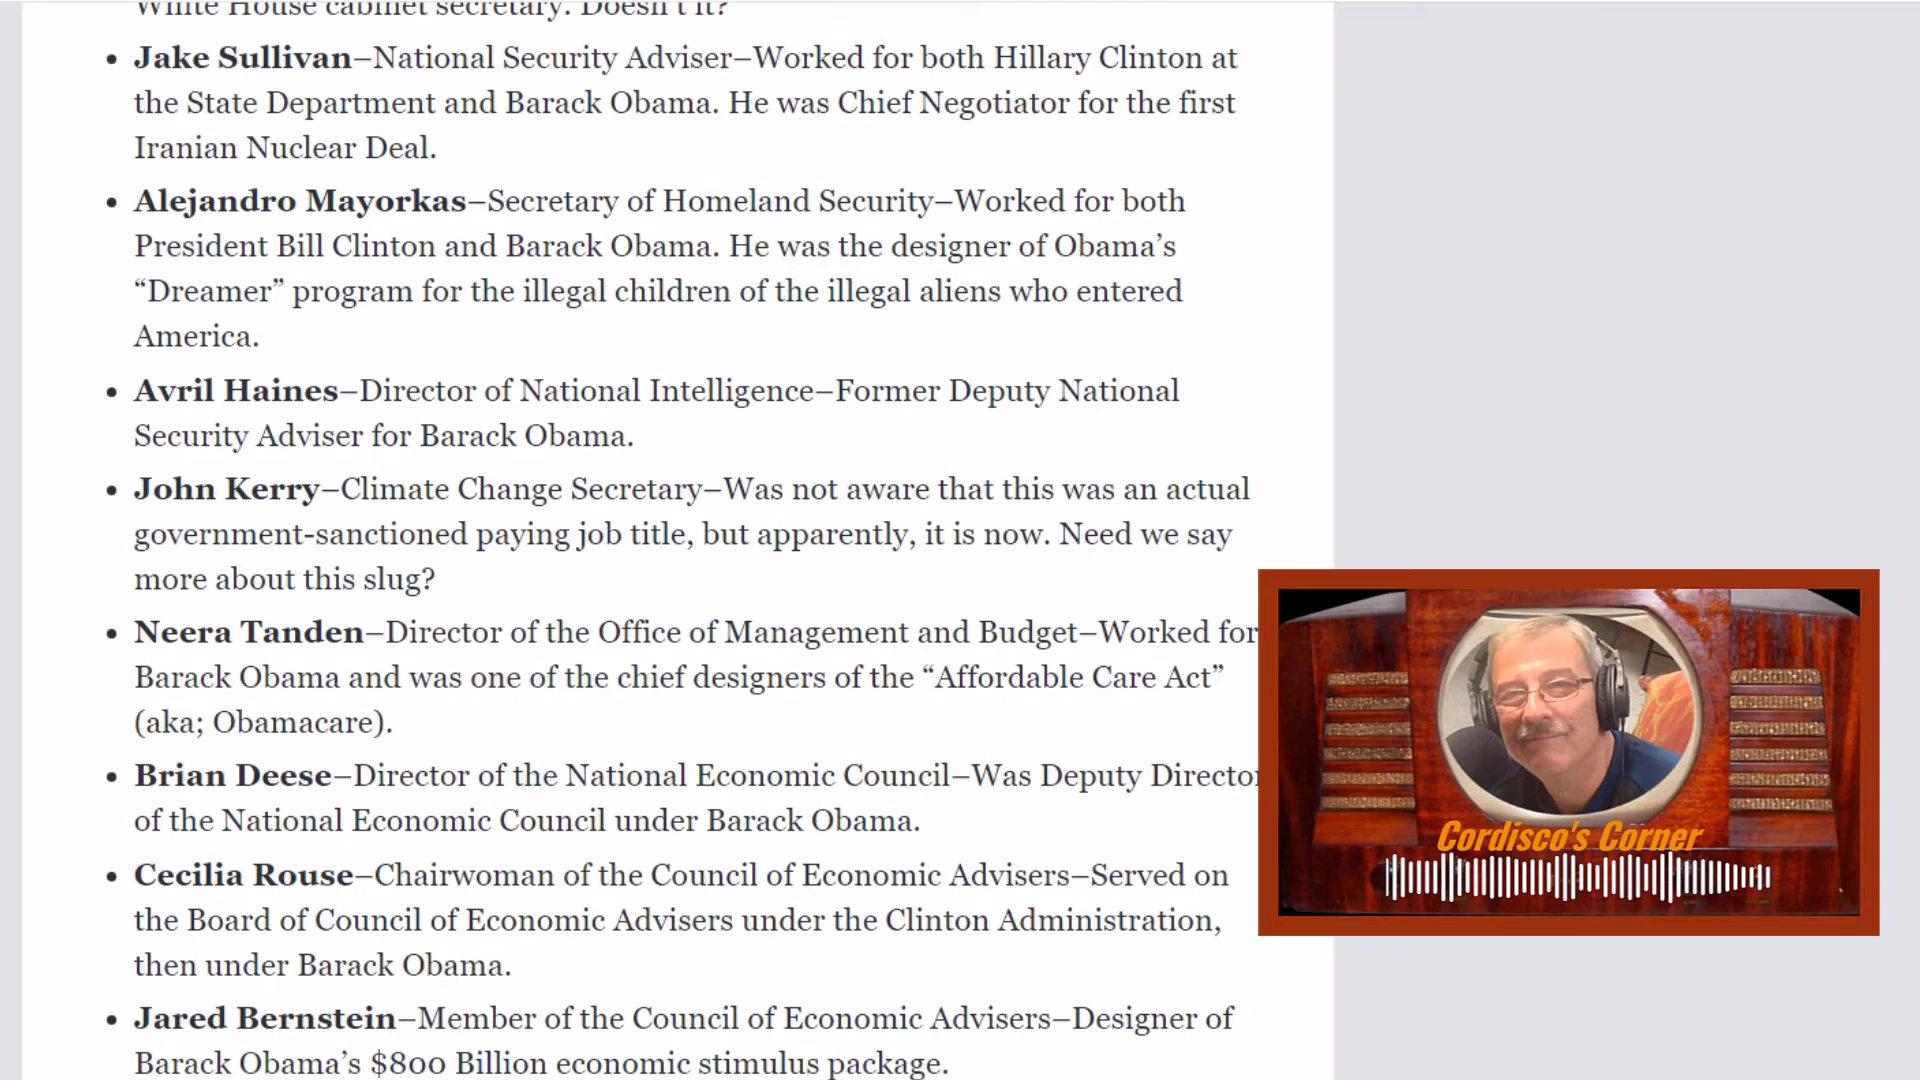 White House cabinet secretary. Doesn't it?
• Jake Sullivan–National Security Adviser–Worked for both Hillary Clinton at
the State Department and Barack Obama. He was Chief Negotiator for the first
Iranian Nuclear Deal.
• Alejandro Mayorkas–Secretary of Homeland Security–Worked for both
President Bill Clinton and Barack Obama. He was the designer of Obama’s
“Dreamer” program for the illegal children of the illegal aliens who entered
America.
• Avril Haines–Director of National Intelligence–Former Deputy National
Security Adviser for Barack Obama.
• John Kerry–Climate Change Secretary–Was not aware that this was an actual
government-sanctioned paying job title, but apparently, it is now. Need we say
more about this slug?
• Neera Tanden–Director of the Office of Management and Budget–Worked for
Barack Obama and was one of the chief designers of the “Affordable Care Act”
(aka; Obamacare).
• Brian Deese–Director of the National Economic Council–Was Deputy Director
of the National Economic Council under Barack Obama.
• Cecilia Rouse–Chairwoman of the Council of Economic Advisers–Served on
the Board of Council of Economic Advisers under the Clinton Administration,
then under Barack Obama.
• Jared Bernstein–Member of the Council of Economic Advisers–Designer of
Barack Obama’s $800 Billion economic stimulus package.
Cordisco's Corner